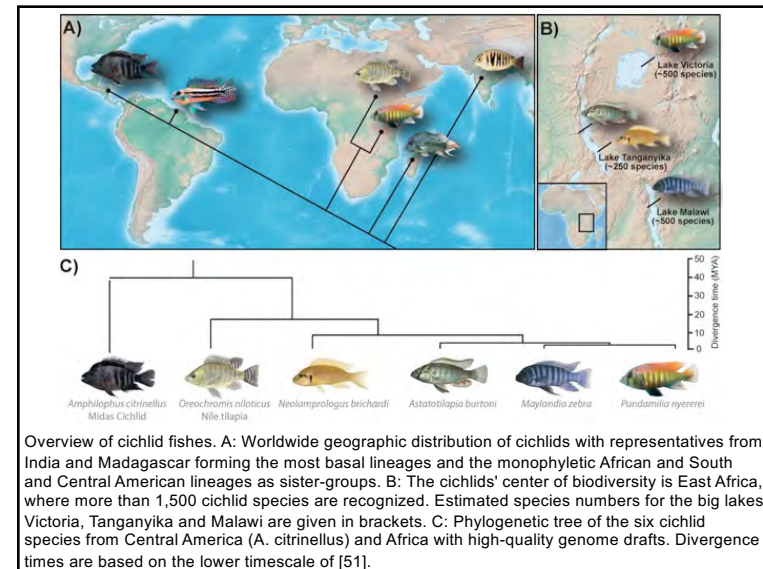 A)
B)
Lake Victoria
(~500 species)
Lake Tanganyika
(~250 species)
Lake Malawi
(~500 species)
C)
50
40
30
20
10
0
Divergence time (MYA)
Amphilophus citrinellus
Midas Cichlid
Oreochromis niloticus
Nile tilapia
Neolamprologus brichardi
Astatotilapia burtoni
Maylandia zebra
Pundamilia nyererei
Overview of cichlid fishes. A: Worldwide geographic distribution of cichlids with representatives from
India and Madagascar forming the most basal lineages and the monophyletic African and South
and Central American lineages as sister-groups. B: The cichlids' center of biodiversity is East Africa,
where more than 1,500 cichlid species are recognized. Estimated species numbers for the big lakes
Victoria, Tanganyika and Malawi are given in brackets. C: Phylogenetic tree of the six cichlid
species from Central America (A. citrinellus) and Africa with high-quality genome drafts. Divergence
times are based on the lower timescale of [51].